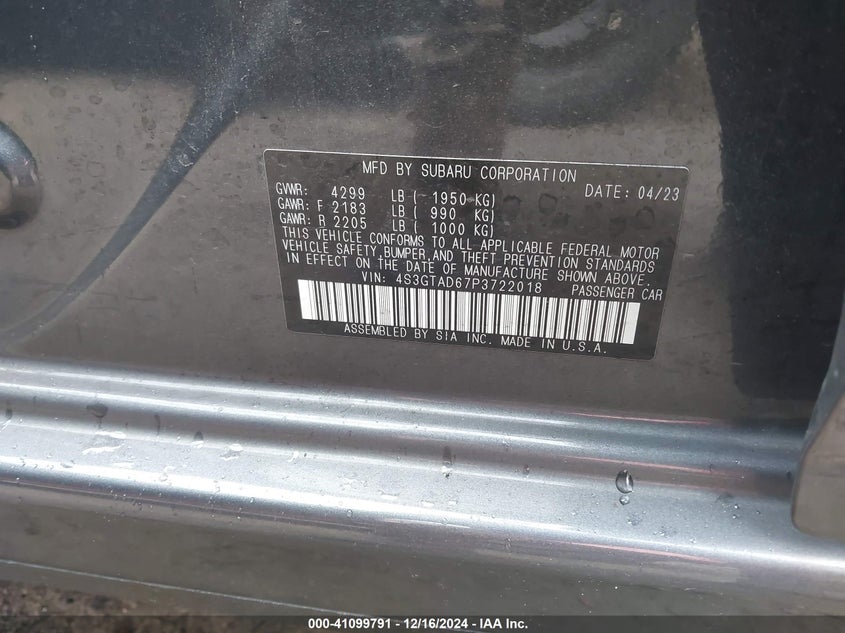 MFD BY SUBARU CORPORATION DATE: 04/23
GVWR: 4299 LB ( 1950 KG)
GAWR: F 2183 LB ( 990 KG)
GAWR: R 2205 LB ( 1000 KG)
THIS VEHICLE CONFORMS TO ALL APPLICABLE FEDERAL MOTOR
VEHICLE SAFETY,BUMPER,AND THEFT PREVENTION STANDARDS
IN EFFECT ON THE DATE OF MANUFACTURE SHOWN ABOVE.
VIN: 4S3GTAD67P3722018 PASSENGER CAR
ASSEMBLED BY SIA INC. MADE IN U.S.A.
000-41099791 - 12/16/2024 - IAA Inc.